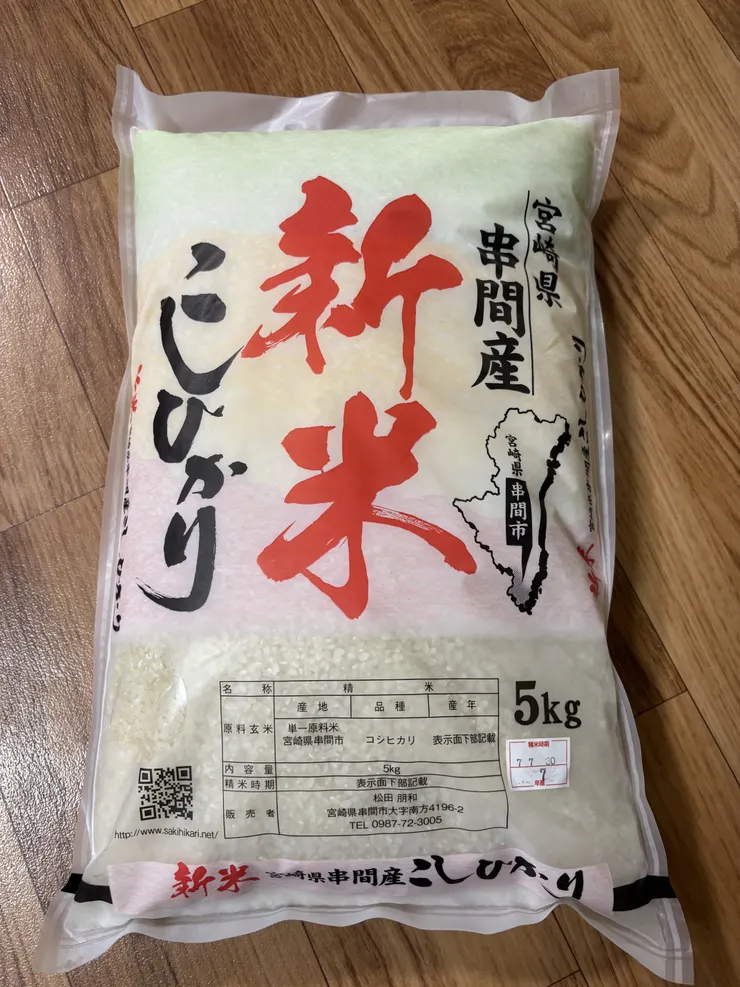 宮崎県
串間産
新米
こしひかり
宮崎県
串間市
5kg
名称 精米
産地 品種 産年
原料玄米 単一原料米
宮崎県串間市 コシヒカリ 表示面下部記載
内容量 5kg
精米時期 表示面下部記載
販売者 松田 朋和
宮崎県串間市大字南方4196-2
TEL 0987-72-3005
精米時期
7 7 30
7
年産
http://www.sakihikari.net/
新米 宮崎県串間産こしひかり